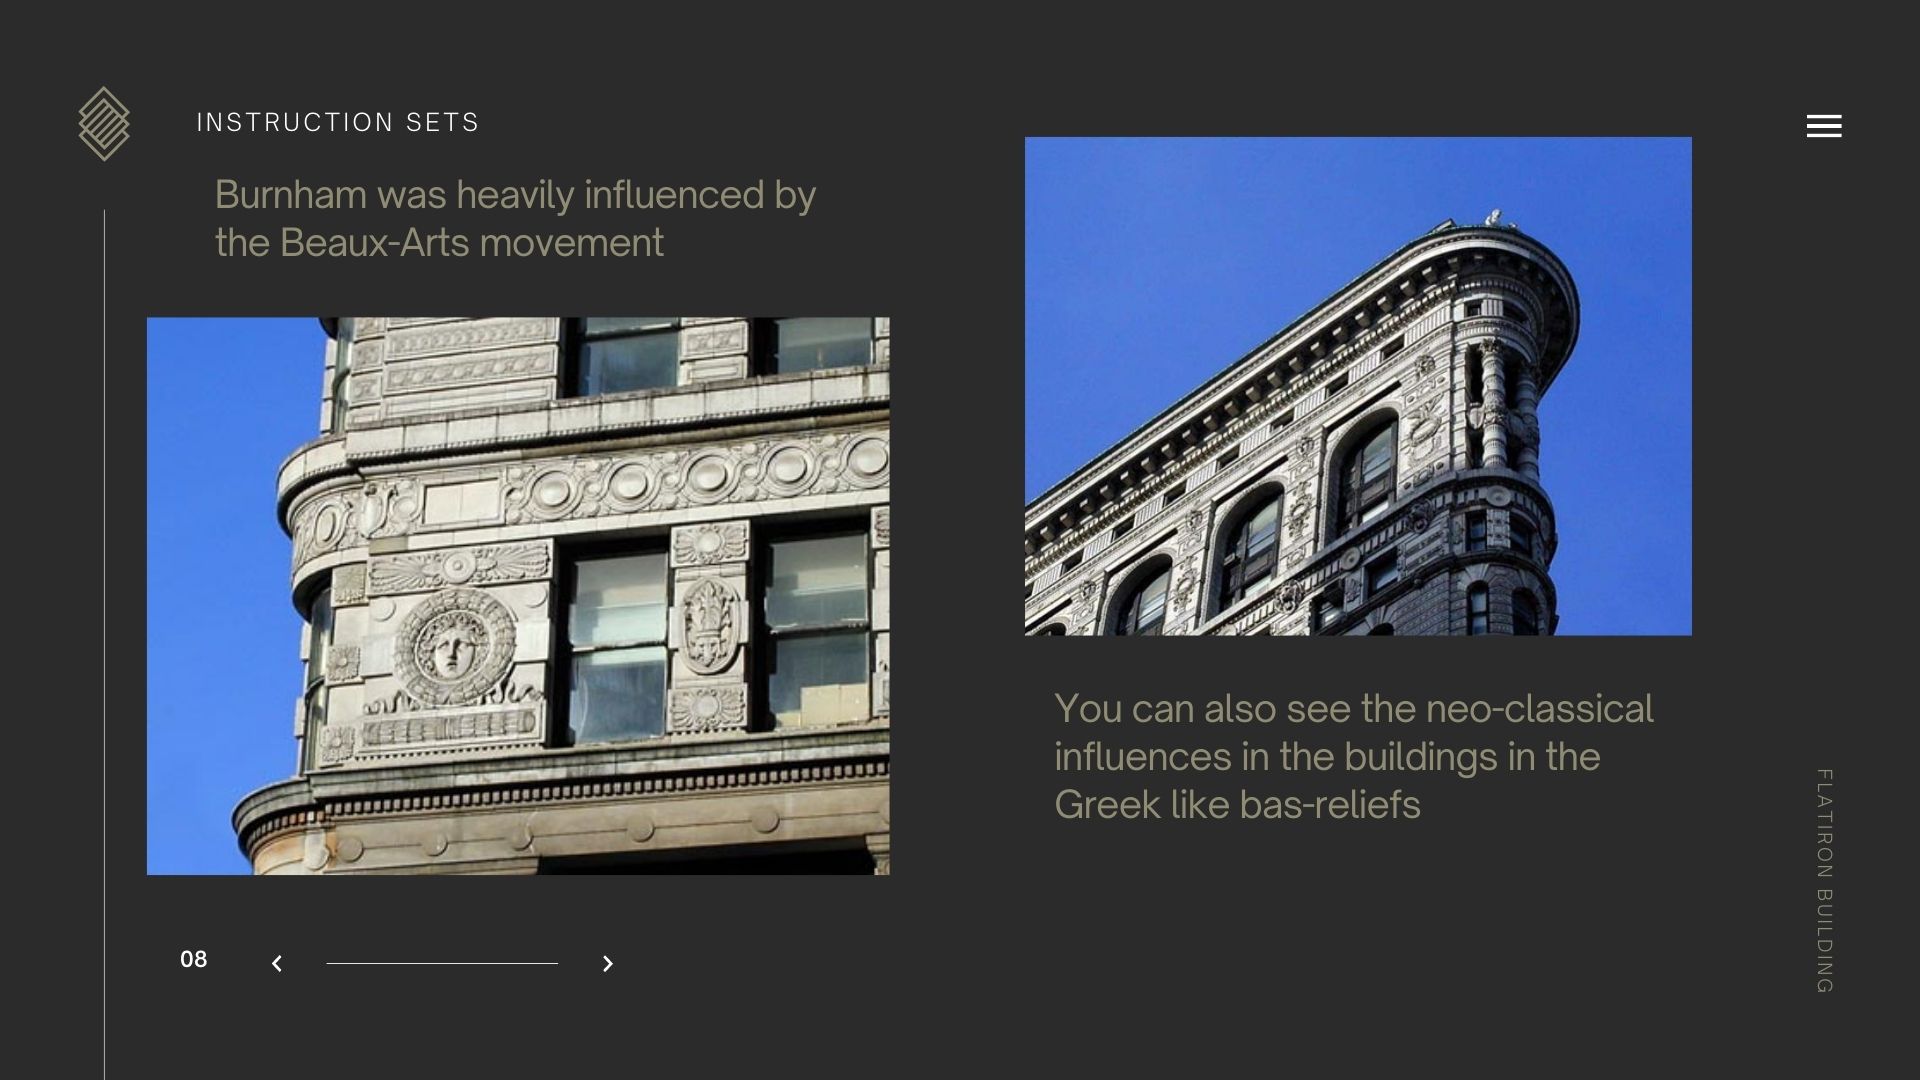 INSTRUCTION SETS
Burnham was heavily influenced by
the Beaux-Arts movement
You can also see the neo-classical
influences in the buildings in the
Greek like bas-reliefs
FLATIRON BUILDING
08